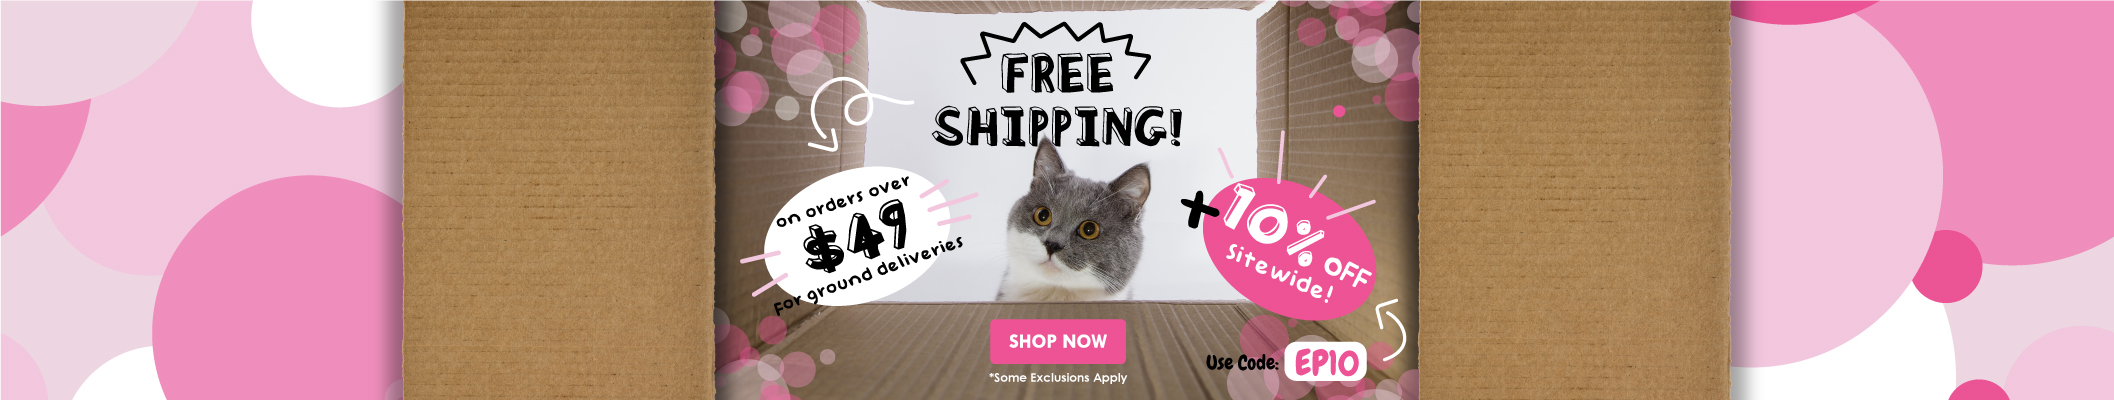 FREE
SHIPPING!
on orders over
$49
for ground deliveries
+10% OFF
Sitewide!
SHOP NOW
*Some Exclusions Apply
Use Code: EP10